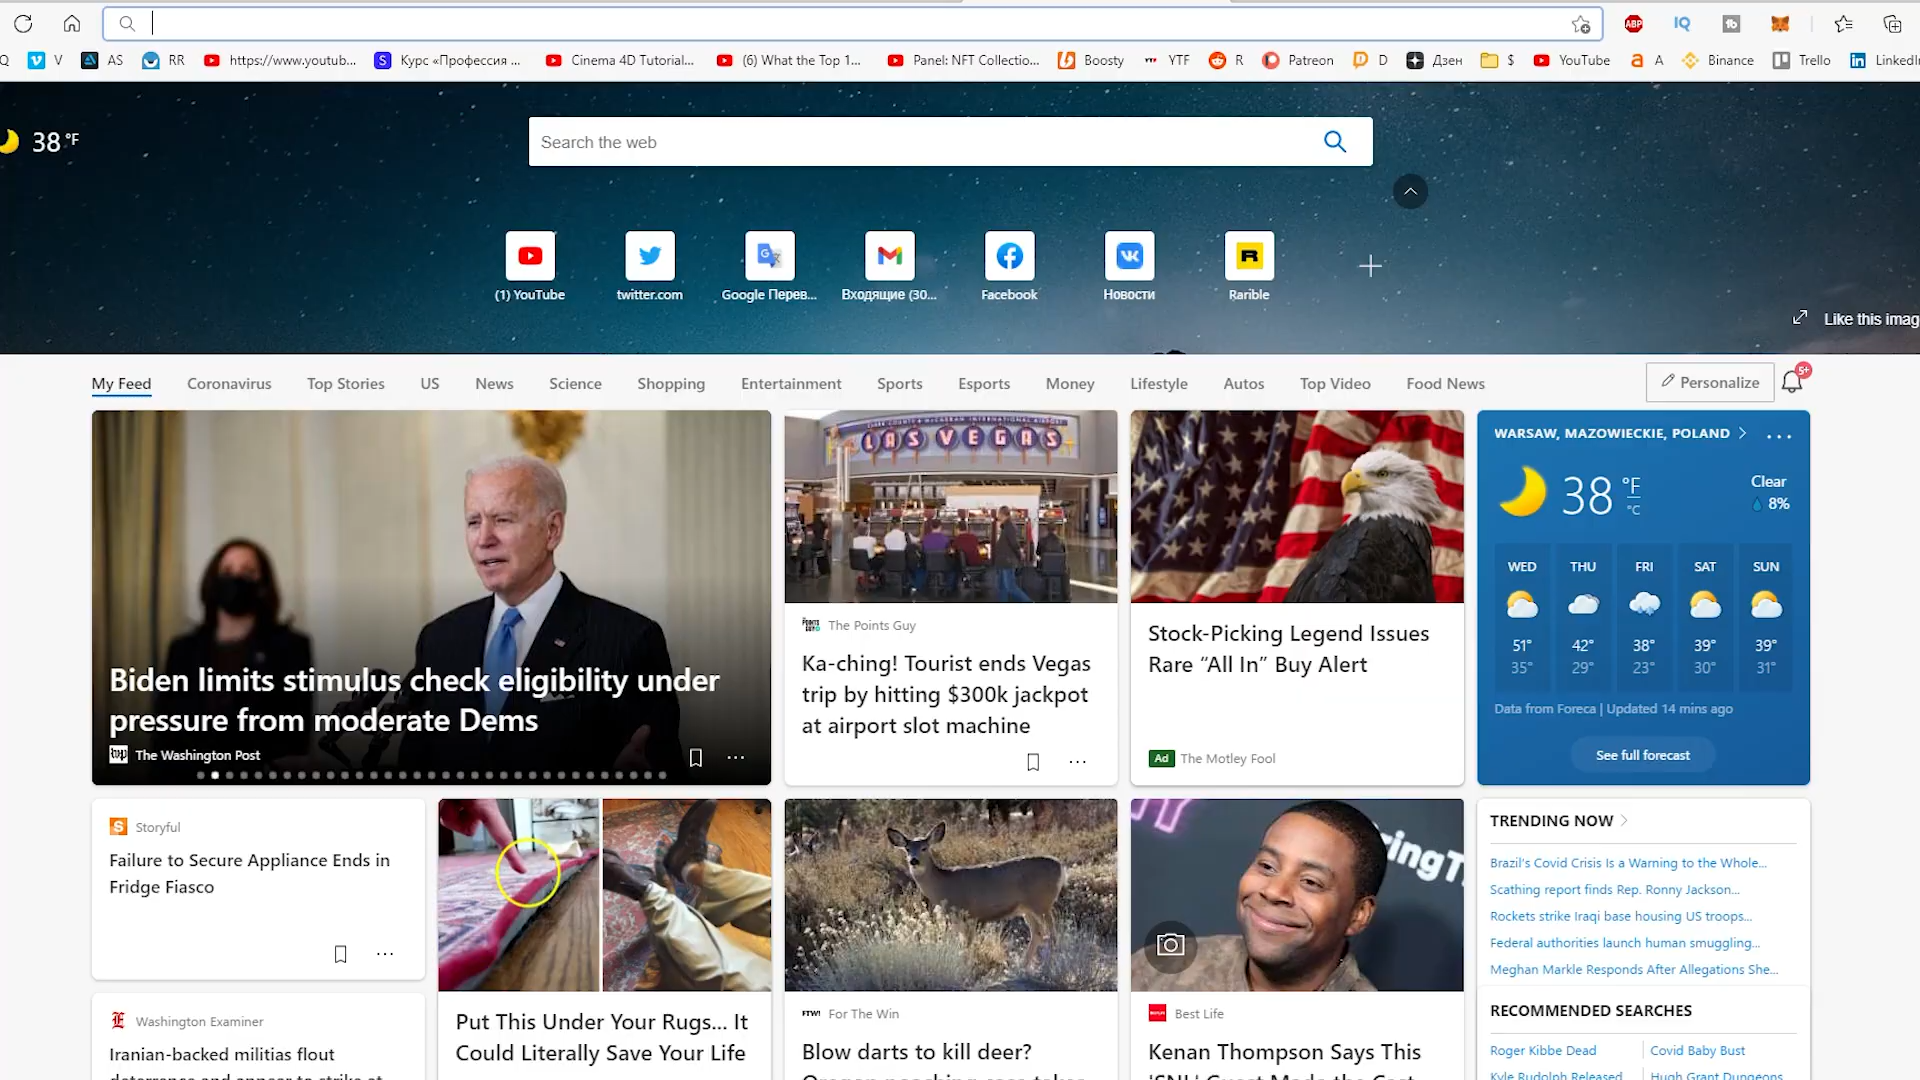 Q V AS RR https://www.youtub... Курс «Профессия ... Cinema 4D Tutorial... (6) What the Top 1... Panel: NFT Collectio... Boosty YTF R Patreon D Дзен $ YouTube A Binance Trello LinkedIn
38 °F
Search the web
(1) YouTube twitter.com Google Перев... Входящие (30... Facebook Новости Rarible
Like this imag
My Feed Coronavirus Top Stories US News Science Shopping Entertainment Sports Esports Money Lifestyle Autos Top Video Food News Personalize 5+
LAS VEGAS
Biden limits stimulus check eligibility under
pressure from moderate Dems
The Washington Post
The Points Guy
Ka-ching! Tourist ends Vegas
trip by hitting $300k jackpot
at airport slot machine
Stock-Picking Legend Issues
Rare “All In” Buy Alert
Ad The Motley Fool
WARSAW, MAZOWIECKIE, POLAND
38 °F °C
Clear
8%
WED THU FRI SAT SUN
51° 42° 38° 39° 39°
35° 29° 23° 30° 31°
Data from Foreca | Updated 14 mins ago
See full forecast
Storyful
Failure to Secure Appliance Ends in
Fridge Fiasco
Washington Examiner
Iranian-backed militias flout
Put This Under Your Rugs... It
Could Literally Save Your Life
FTW! For The Win
Blow darts to kill deer?
Best Life
Kenan Thompson Says This
TRENDING NOW
Brazil's Covid Crisis Is a Warning to the Whole...
Scathing report finds Rep. Ronny Jackson...
Rockets strike Iraqi base housing US troops...
Federal authorities launch human smuggling...
Meghan Markle Responds After Allegations She...
RECOMMENDED SEARCHES
Roger Kibbe Dead Covid Baby Bust
Kyle Rudolph Released Hugh Grant Dungeons